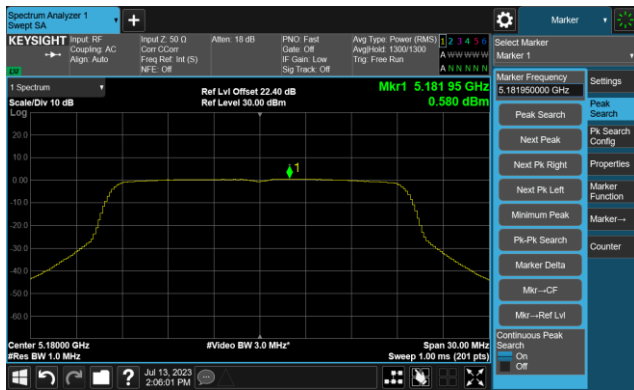 Spectrum Analyzer 1
Swept SA
Marker
KEYSIGHT
Input: RF
Coupling: AC
Align: Auto
Input Z: 50 Ω
Corr CCorr
Freq Ref: Int (S)
NFE: Off
Atten: 18 dB
PNO: Fast
Gate: Off
IF Gain: Low
Sig Track: Off
Avg Type: Power (RMS)
Avg|Hold: 1300/1300
Trig: Free Run
1 2 3 4 5 6
A W W W W W
A N N N N N
Select Marker
Marker 1
1 Spectrum
Scale/Div 10 dB
Log
Ref Lvl Offset 22.40 dB
Ref Level 30.00 dBm
Mkr1 5.181 95 GHz
0.580 dBm
20.0
10.0
0.00
-10.0
-20.0
-30.0
-40.0
-50.0
-60.0
1
Center 5.18000 GHz
#Res BW 1.0 MHz
#Video BW 3.0 MHz*
Span 30.00 MHz
Sweep 1.00 ms (201 pts)
Marker Frequency
5.181950000 GHz
Peak Search
Next Peak
Next Pk Right
Next Pk Left
Minimum Peak
Pk-Pk Search
Marker Delta
Mkr→CF
Mkr→Ref Lvl
Continuous Peak
Search
On
Off
Settings
Peak
Search
Pk Search
Config
Properties
Marker
Function
Marker→
Counter
Jul 13, 2023
2:06:01 PM